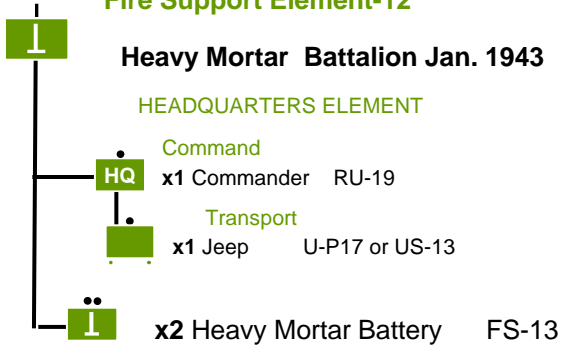 Fire Support Element-12
Heavy Mortar Battalion Jan. 1943
HEADQUARTERS ELEMENT
Command
HQ x1 Commander RU-19
Transport
x1 Jeep U-P17 or US-13
x2 Heavy Mortar Battery FS-13